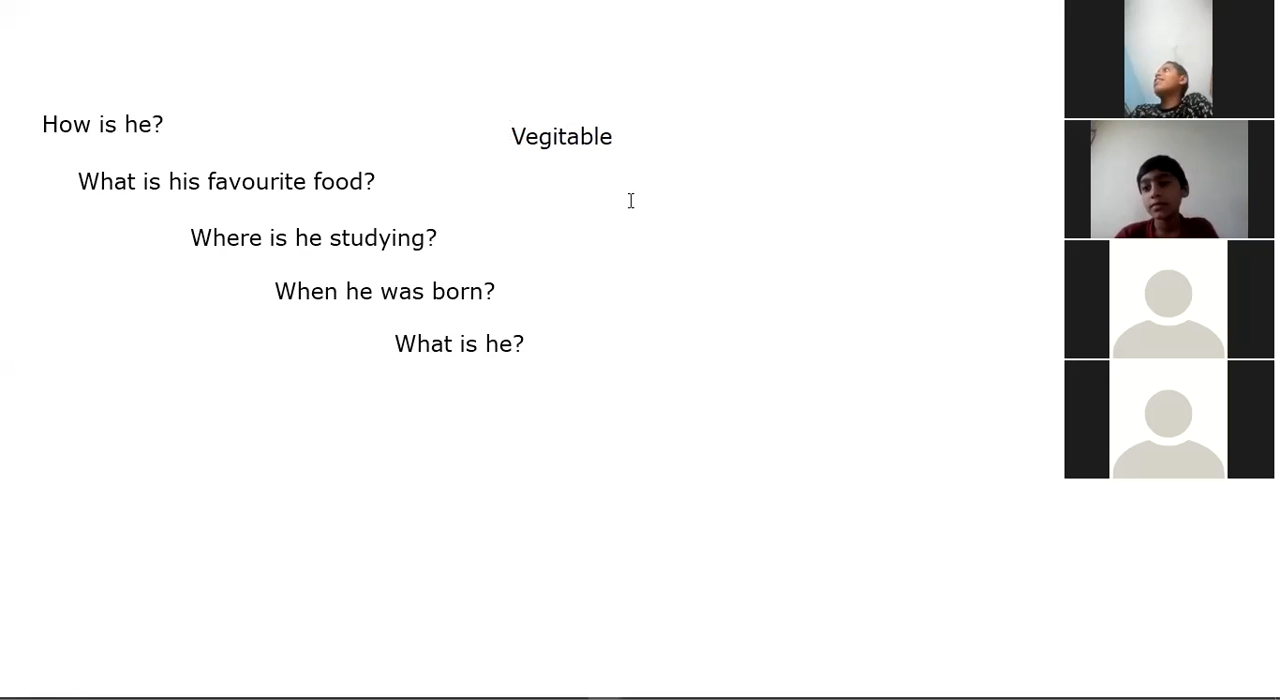 How is he?
Vegitable
What is his favourite food?
Where is he studying?
When he was born?
What is he?